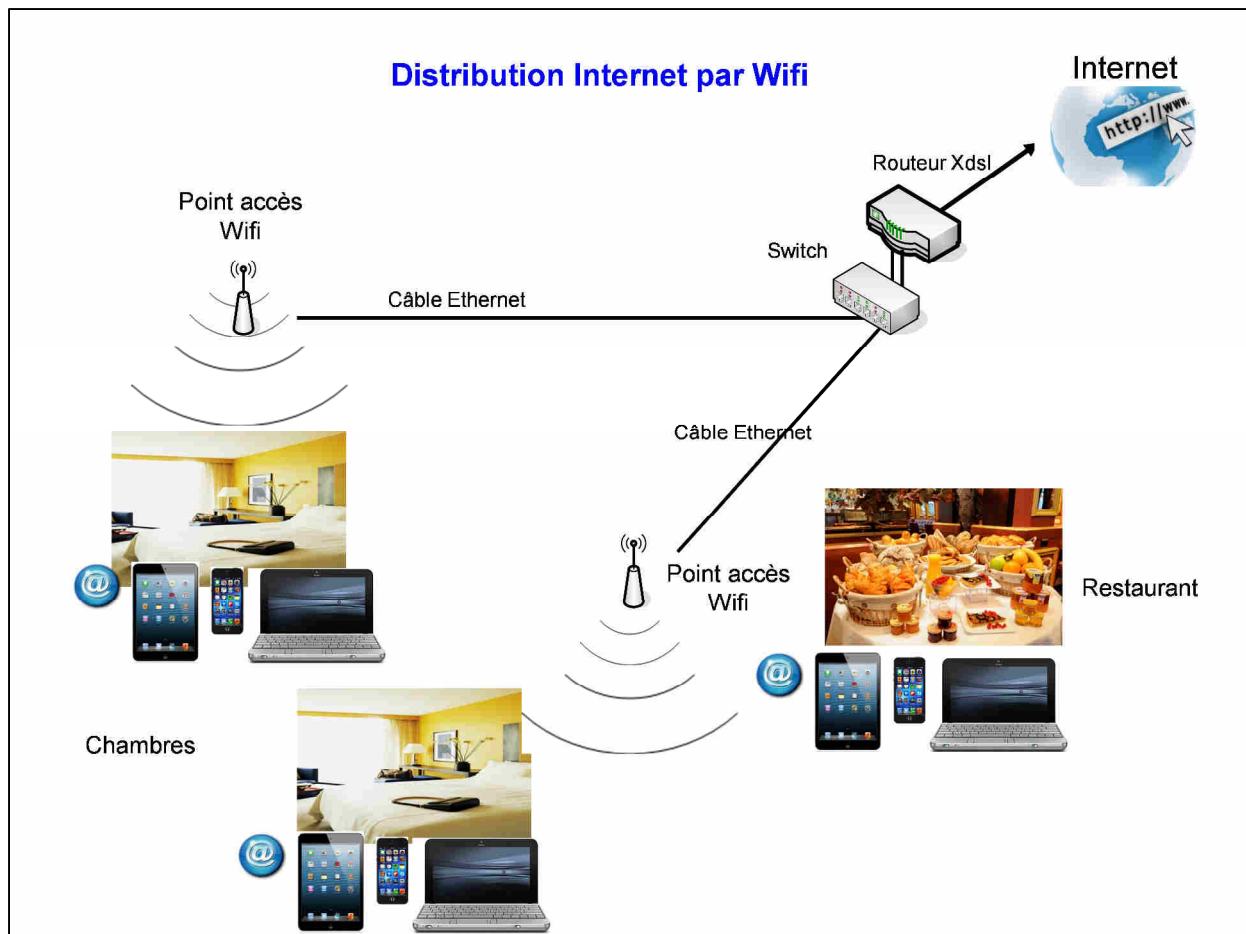 Distribution Internet par Wifi
Internet
http://www.
Routeur Xdsl
Point accès
Wifi
Switch
Câble Ethernet
Câble Ethernet
Point accès
Wifi
Restaurant
@
@
Chambres
@